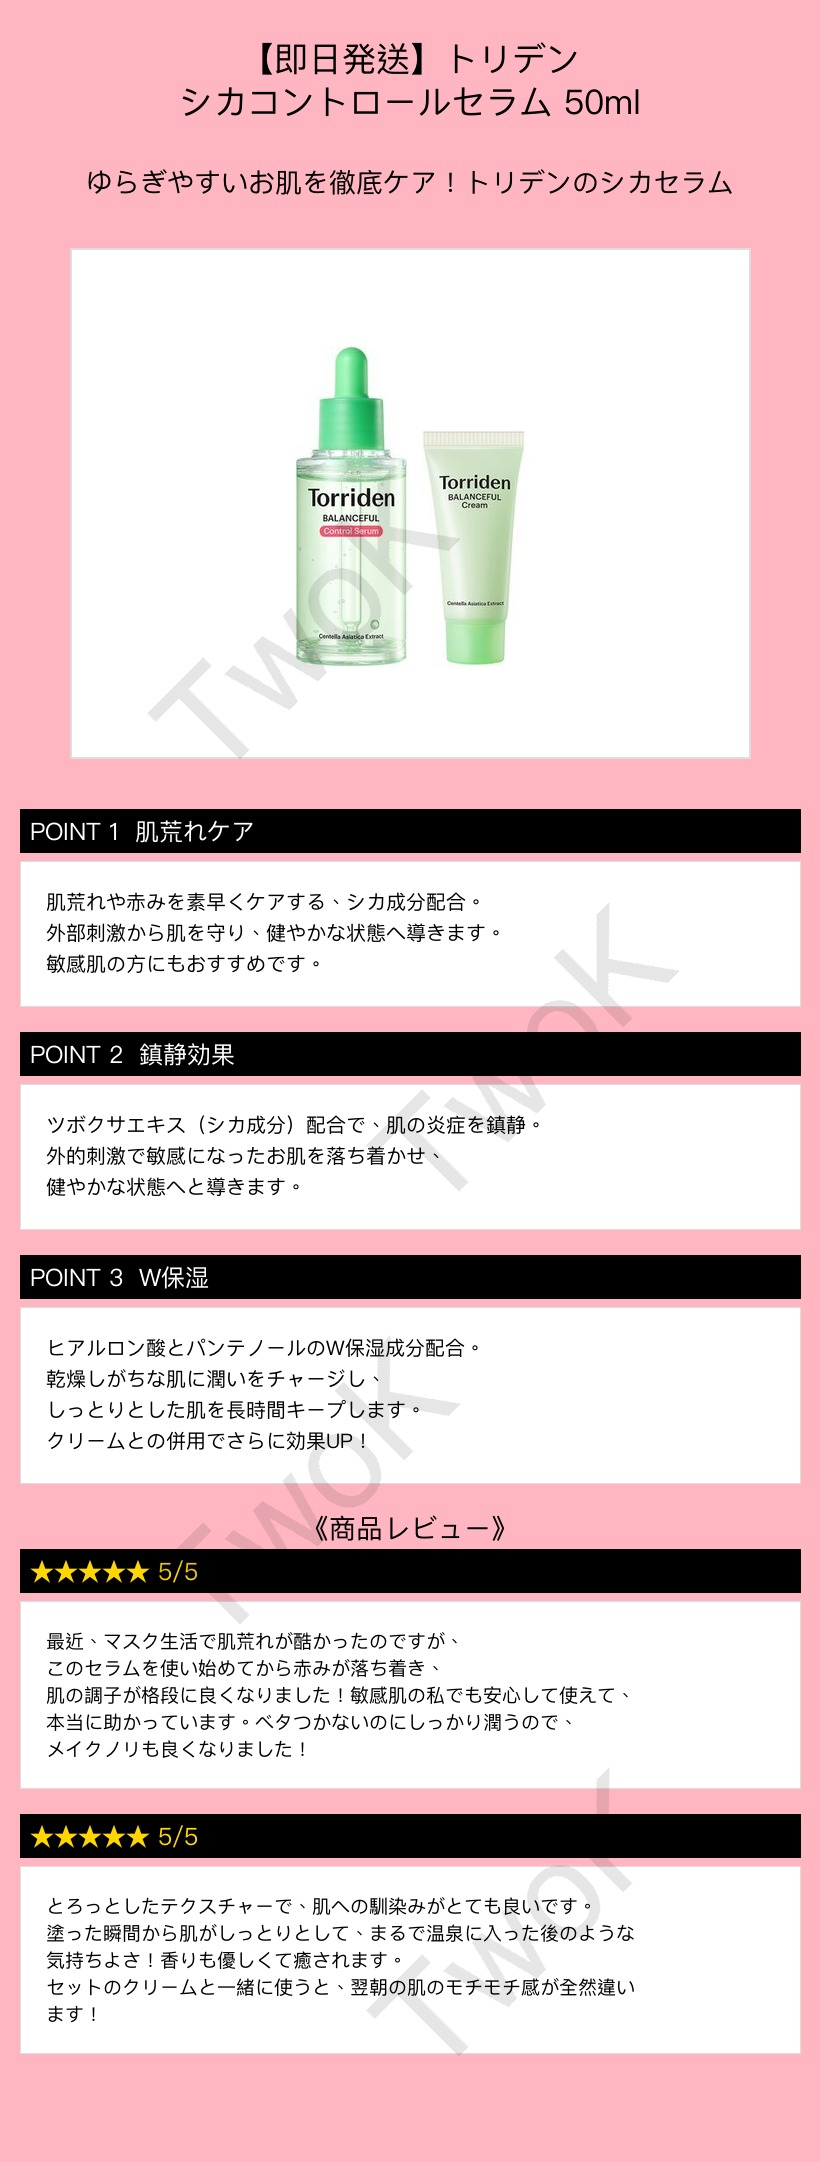 【即日発送】トリデン
シカコントロールセラム 50ml
ゆらぎやすいお肌を徹底ケア！トリデンのシカセラム
Torriden
BALANCEFUL
Control Serum
Centella Asiatica Extract
Torriden
BALANCEFUL
Cream
Centella Asiatica Extract
TwoK
POINT 1 肌荒れケア
肌荒れや赤みを素早くケアする、シカ成分配合。
外部刺激から肌を守り、健やかな状態へ導きます。
敏感肌の方にもおすすめです。
TwoK
POINT 2 鎮静効果
ツボクサエキス（シカ成分）配合で、肌の炎症を鎮静。
外的刺激で敏感になったお肌を落ち着かせ、
健やかな状態へと導きます。
POINT 3 W保湿
ヒアルロン酸とパンテノールのW保湿成分配合。
乾燥しがちな肌に潤いをチャージし、
しっとりとした肌を長時間キープします。
クリームとの併用でさらに効果UP！
TwoK
《商品レビュー》
★★★★★ 5/5
最近、マスク生活で肌荒れが酷かったのですが、
このセラムを使い始めてから赤みが落ち着き、
肌の調子が格段に良くなりました！敏感肌の私でも安心して使えて、
本当に助かっています。ベタつかないのにしっかり潤うので、
メイクノリも良くなりました！
★★★★★ 5/5
とろっとしたテクスチャーで、肌への馴染みがとても良いです。
塗った瞬間から肌がしっとりとして、まるで温泉に入った後のような
気持ちよさ！香りも優しくて癒されます。
セットのクリームと一緒に使うと、翌朝の肌のモチモチ感が全然違い
ます！
TwoK